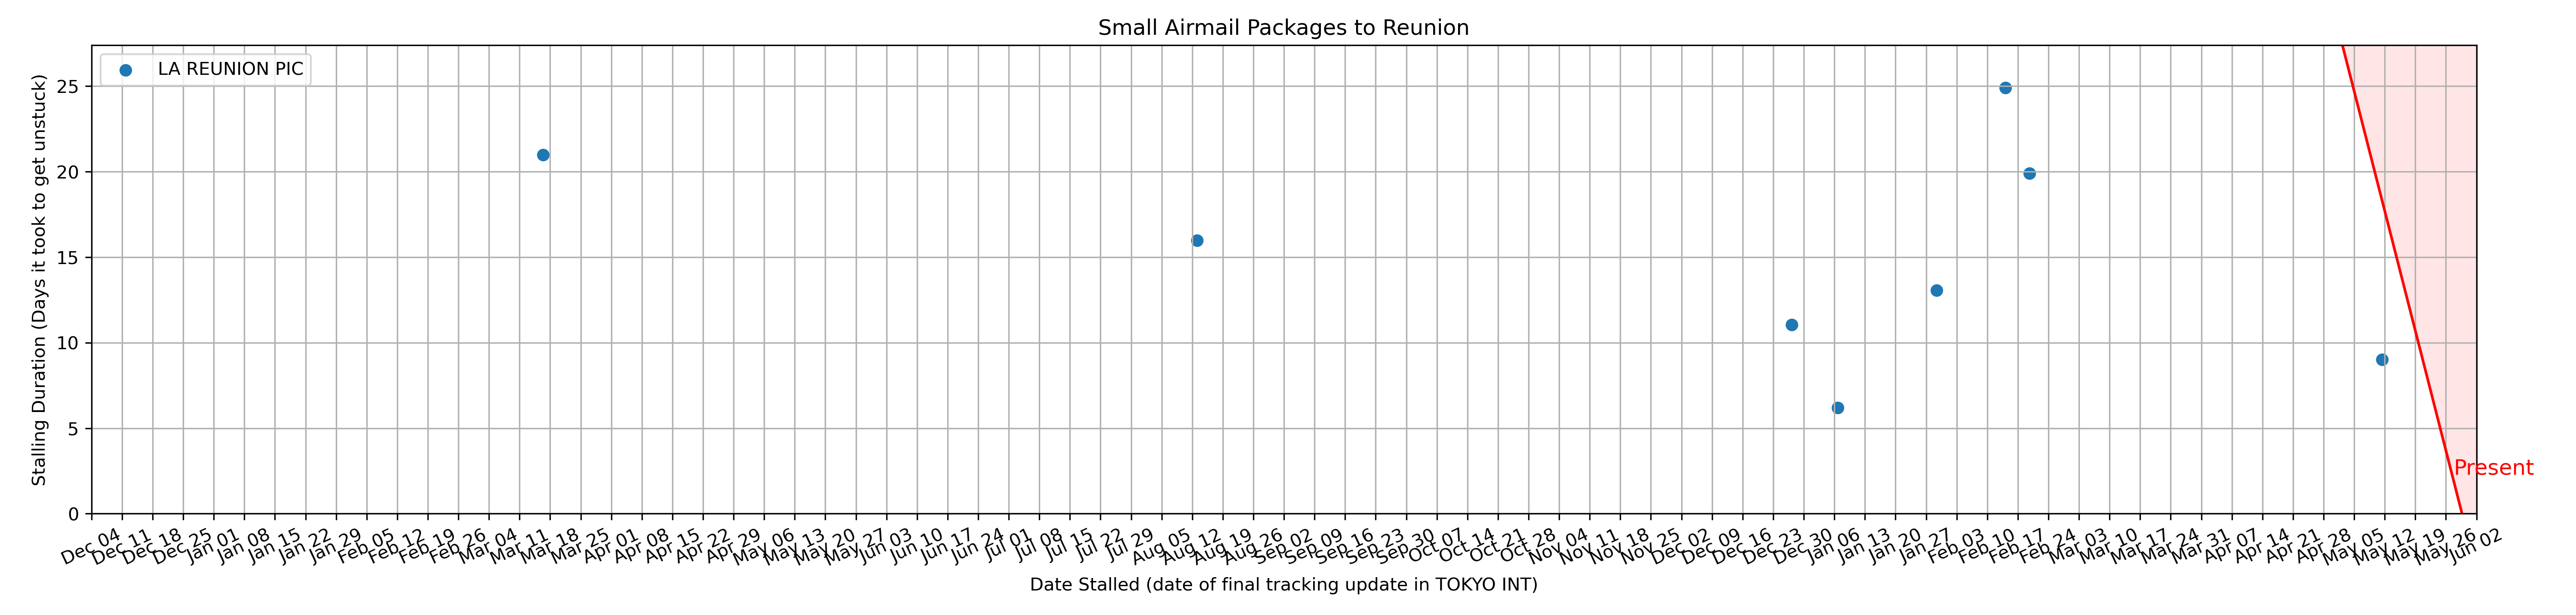 Small Airmail Packages to Reunion
LA REUNION PIC
Stalling Duration (Days it took to get unstuck)
25
20
15
10
5
0
Present
Dec 04
Dec 11
Dec 18
Dec 25
Jan 01
Jan 08
Jan 15
Jan 22
Jan 29
Feb 05
Feb 12
Feb 19
Feb 26
Mar 04
Mar 11
Mar 18
Mar 25
Apr 01
Apr 08
Apr 15
Apr 22
Apr 29
May 06
May 13
May 20
May 27
Jun 03
Jun 10
Jun 17
Jun 24
Jul 01
Jul 08
Jul 15
Jul 22
Jul 29
Aug 05
Aug 12
Aug 19
Aug 26
Sep 02
Sep 09
Sep 16
Sep 23
Sep 30
Oct 07
Oct 14
Oct 21
Oct 28
Nov 04
Nov 11
Nov 18
Nov 25
Dec 02
Dec 09
Dec 16
Dec 23
Dec 30
Jan 06
Jan 13
Jan 20
Jan 27
Feb 03
Feb 10
Feb 17
Feb 24
Mar 03
Mar 10
Mar 17
Mar 24
Mar 31
Apr 07
Apr 14
Apr 21
Apr 28
May 05
May 12
May 19
May 26
Jun 02
Date Stalled (date of final tracking update in TOKYO INT)